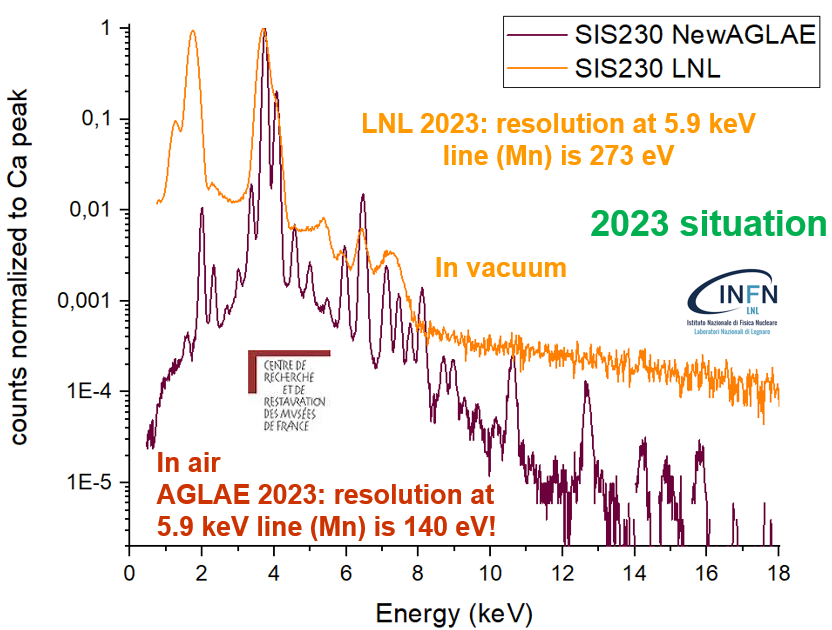 SIS230 NewAGLAE
SIS230 LNL
LNL 2023: resolution at 5.9 keV
line (Mn) is 273 eV
2023 situation
In vacuum
INFN
LNL
Istituto Nazionale di Fisica Nucleare
Laboratori Nazionali di Legnaro
CENTRE DE
RECHERCHE
ET DE
RESTAURATION
DES MUSÉES
DE FRANCE
In air
AGLAE 2023: resolution at
5.9 keV line (Mn) is 140 eV!
counts normalized to Ca peak
1
0,1
0,01
0,001
1E-4
1E-5
0 2 4 6 8 10 12 14 16 18
Energy (keV)